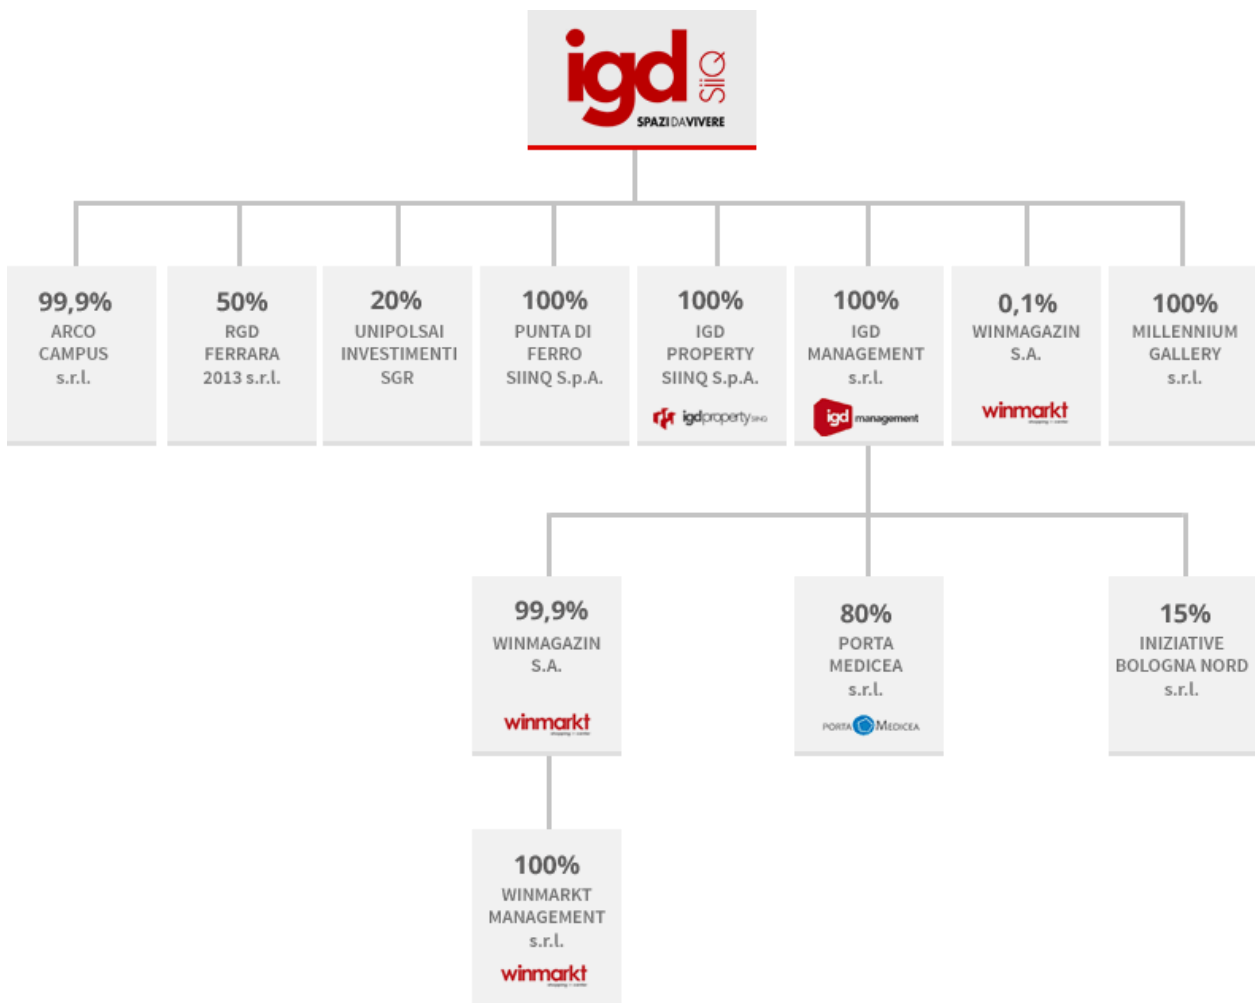 igd SiiQ
SPAZI DA VIVERE
99,9%
ARCO
CAMPUS
s.r.l.
50%
RGD
FERRARA
2013 s.r.l.
20%
UNIPOLSAI
INVESTIMENTI
SGR
100%
PUNTA DI
FERRO
SIINQ S.p.A.
100%
IGD
PROPERTY
SIINQ S.p.A.
igdproperty SIINQ
100%
IGD
MANAGEMENT
s.r.l.
igd management
0,1%
WINMAGAZIN
S.A.
winmarkt
100%
MILLENNIUM
GALLERY
s.r.l.
99,9%
WINMAGAZIN
S.A.
winmarkt
80%
PORTA
MEDICEA
s.r.l.
PORTA MEDICEA
15%
INIZIATIVE
BOLOGNA NORD
s.r.l.
100%
WINMARKT
MANAGEMENT
s.r.l.
winmarkt